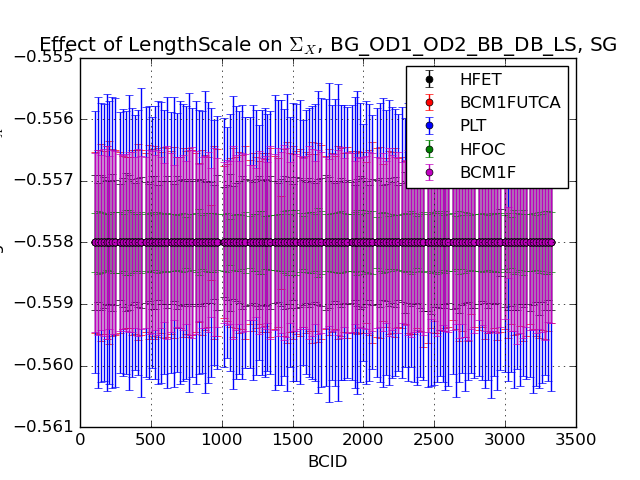 Effect of LengthScale on Σ_X, BG_OD1_OD2_BB_DB_LS, SG
−0.555
−0.556
−0.557
−0.558
−0.559
−0.560
−0.561
HFET
BCM1FUTCA
PLT
HFOC
BCM1F
0 500 1000 1500 2000 2500 3000 3500
BCID